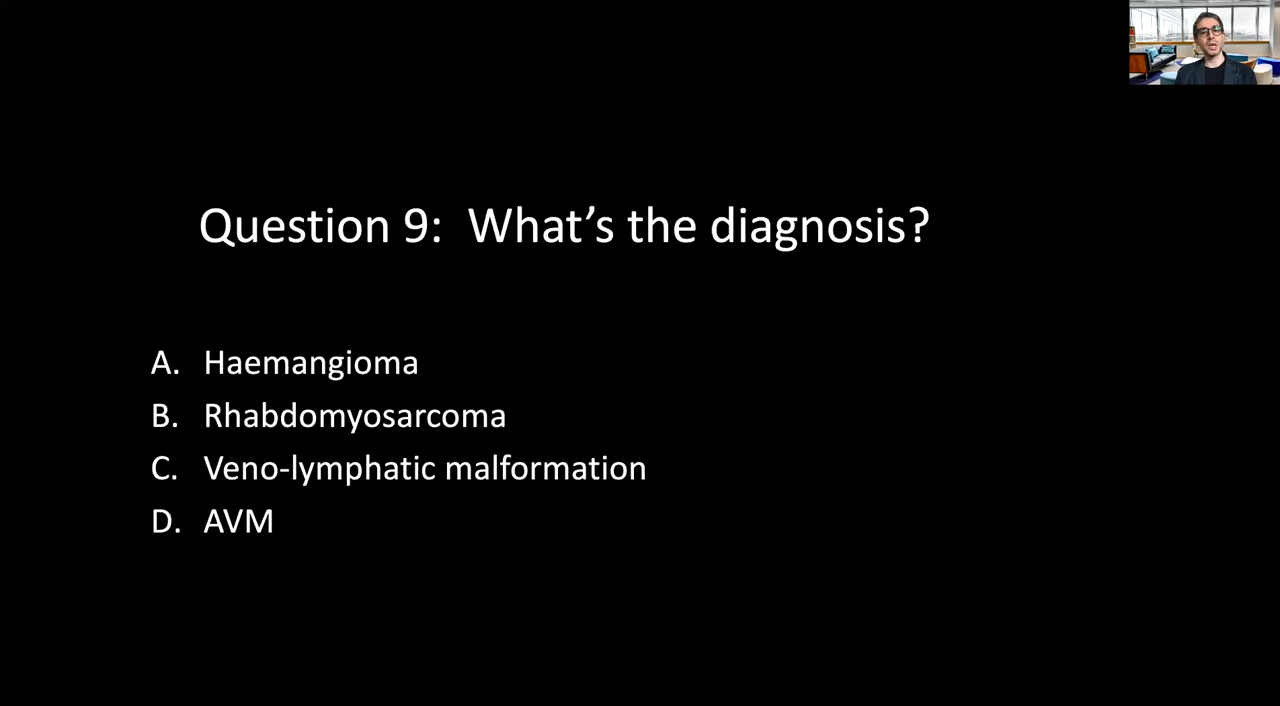 Question 9: What's the diagnosis?
A. Haemangioma
B. Rhabdomyosarcoma
C. Veno-lymphatic malformation
D. AVM